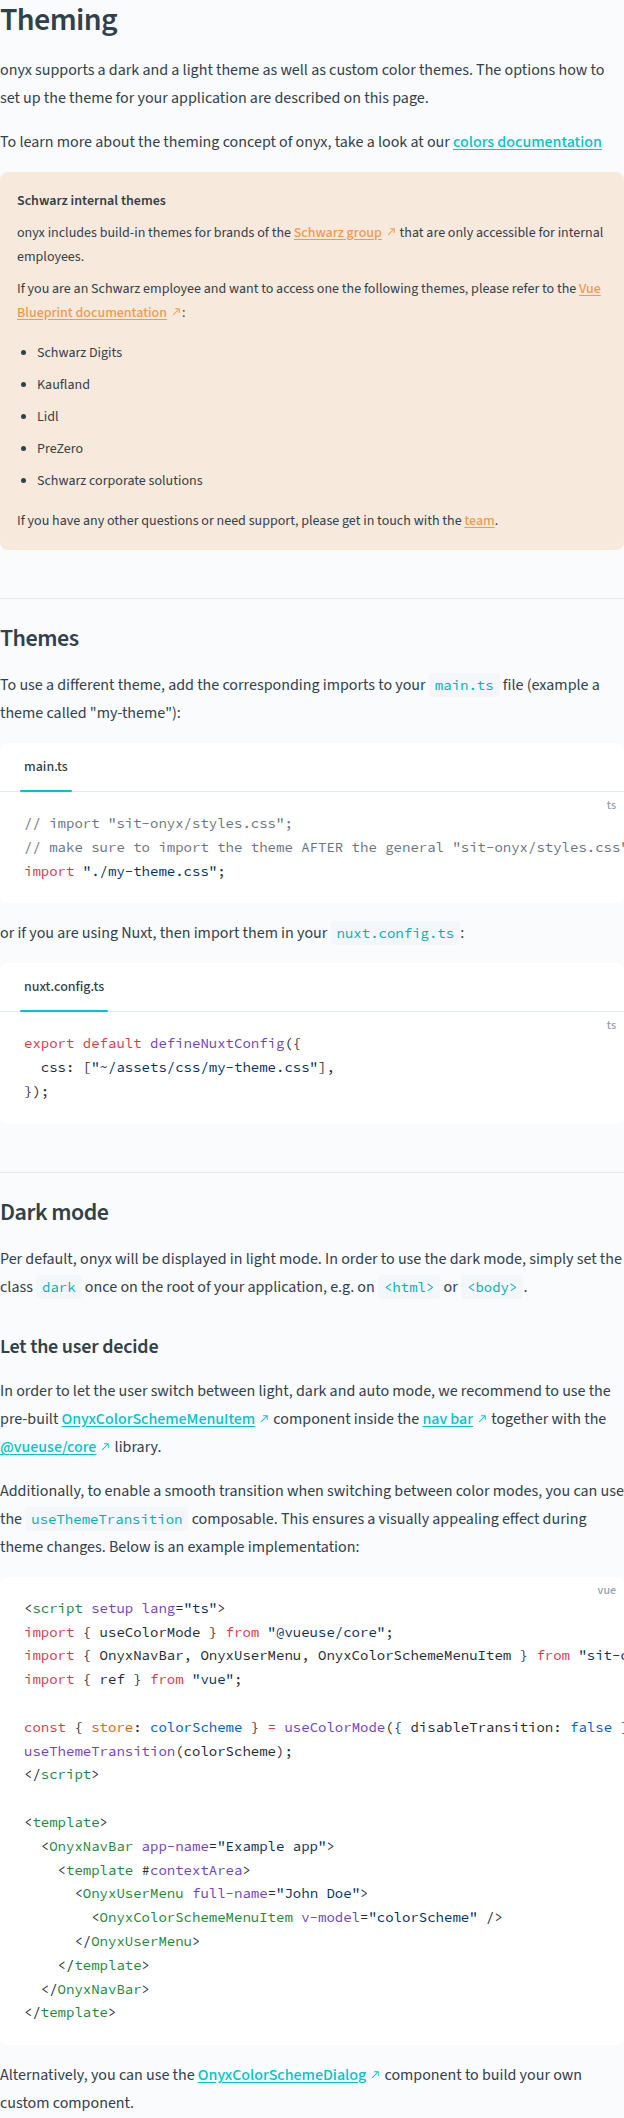 Theming
onyx supports a dark and a light theme as well as custom color themes. The options how to
set up the theme for your application are described on this page.
To learn more about the theming concept of onyx, take a look at our colors documentation
Schwarz internal themes
onyx includes build-in themes for brands of the Schwarz group ↗ that are only accessible for internal
employees.
If you are an Schwarz employee and want to access one the following themes, please refer to the Vue
Blueprint documentation ↗:
• Schwarz Digits
• Kaufland
• Lidl
• PreZero
• Schwarz corporate solutions
If you have any other questions or need support, please get in touch with the team.
Themes
To use a different theme, add the corresponding imports to your main.ts file (example a
theme called "my-theme"):
main.ts
ts
// import "sit-onyx/styles.css";
// make sure to import the theme AFTER the general "sit-onyx/styles.css"
import "./my-theme.css";
or if you are using Nuxt, then import them in your nuxt.config.ts:
nuxt.config.ts
ts
export default defineNuxtConfig({
  css: ["~/assets/css/my-theme.css"],
});
Dark mode
Per default, onyx will be displayed in light mode. In order to use the dark mode, simply set the
class dark once on the root of your application, e.g. on <html> or <body>.
Let the user decide
In order to let the user switch between light, dark and auto mode, we recommend to use the
pre-built OnyxColorSchemeMenuItem ↗ component inside the nav bar ↗ together with the
@vueuse/core ↗ library.
Additionally, to enable a smooth transition when switching between color modes, you can use
the useThemeTransition composable. This ensures a visually appealing effect during
theme changes. Below is an example implementation:
vue
<script setup lang="ts">
import { useColorMode } from "@vueuse/core";
import { OnyxNavBar, OnyxUserMenu, OnyxColorSchemeMenuItem } from "sit-
import { ref } from "vue";
const { store: colorScheme } = useColorMode({ disableTransition: false }
useThemeTransition(colorScheme);
</script>
<template>
  <OnyxNavBar app-name="Example app">
    <template #contextArea>
      <OnyxUserMenu full-name="John Doe">
        <OnyxColorSchemeMenuItem v-model="colorScheme" />
      </OnyxUserMenu>
    </template>
  </OnyxNavBar>
</template>
Alternatively, you can use the OnyxColorSchemeDialog ↗ component to build your own
custom component.